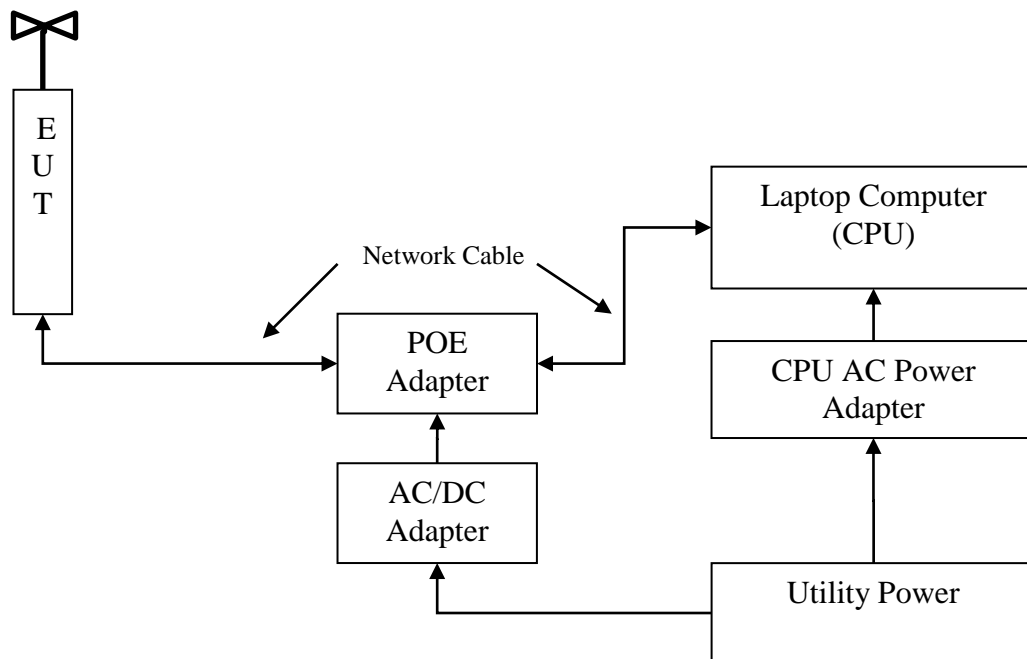 E
U
T
Laptop Computer
(CPU)
Network Cable
POE
Adapter
CPU AC Power
Adapter
AC/DC
Adapter
Utility Power